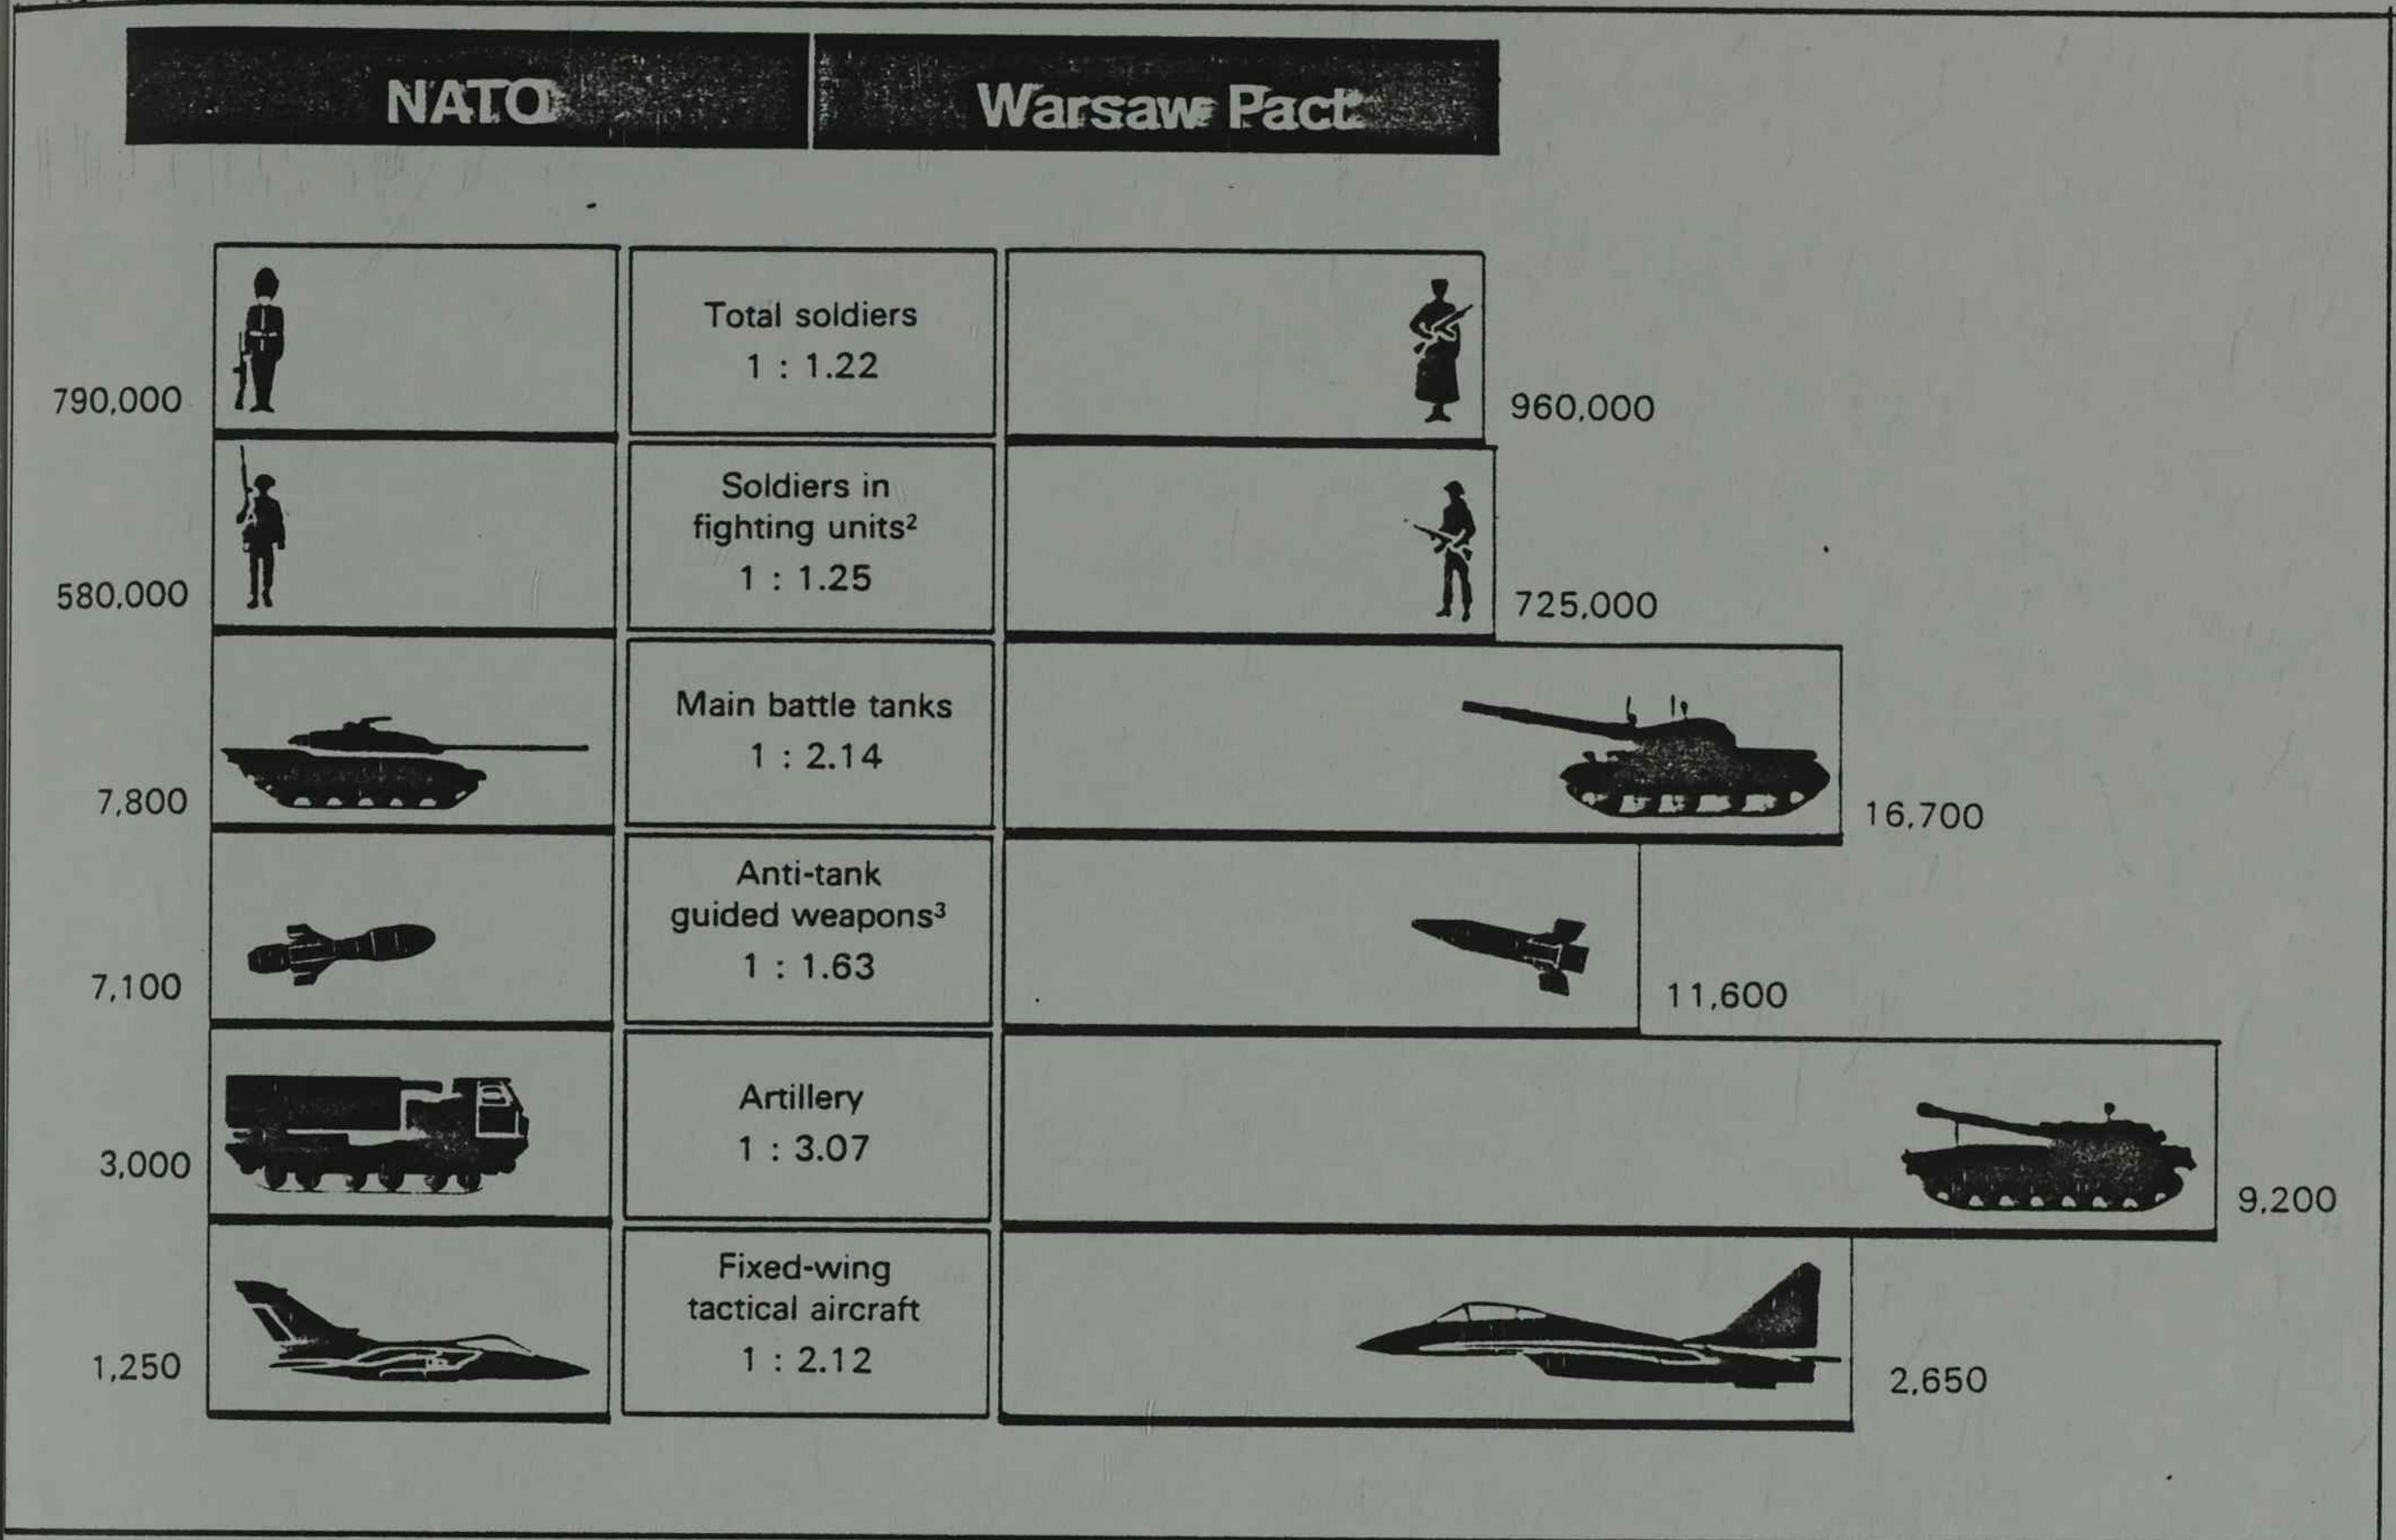 NATO
Warsaw Pact
Total soldiers
1 : 1.22
790,000
960,000
Soldiers in
fighting units²
1 : 1.25
580,000
725,000
Main battle tanks
1 : 2.14
7,800
16,700
Anti-tank
guided weapons³
1 : 1.63
7,100
11,600
Artillery
1 : 3.07
3,000
9,200
Fixed-wing
tactical aircraft
1 : 2.12
1,250
2,650